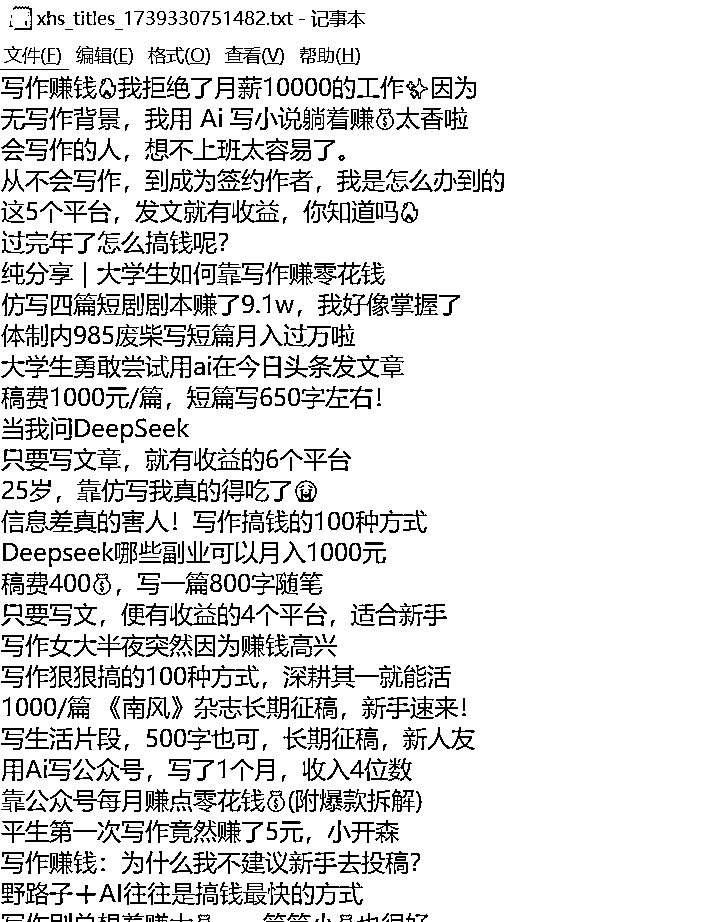 xhs_titles_1739330751482.txt - 记事本
文件(F) 编辑(E) 格式(O) 查看(V) 帮助(H)
写作赚钱🔥我拒绝了月薪10000的工作✨因为
无写作背景，我用 Ai 写小说躺着赚💰太香啦
会写作的人，想不上班太容易了。
从不会写作，到成为签约作者，我是怎么办到的
这5个平台，发文就有收益，你知道吗🔥
过完年了怎么搞钱呢？
纯分享｜大学生如何靠写作赚零花钱
仿写四篇短剧剧本赚了9.1w，我好像掌握了
体制内985废柴写短篇月入过万啦
大学生勇敢尝试用ai在今日头条发文章
稿费1000元/篇，短篇写650字左右！
当我问DeepSeek
只要写文章，就有收益的6个平台
25岁，靠仿写我真的得吃了😭
信息差真的害人！写作搞钱的100种方式
Deepseek哪些副业可以月入1000元
稿费400💰，写一篇800字随笔
只要写文，便有收益的4个平台，适合新手
写作女大半夜突然因为赚钱高兴
写作狠狠搞的100种方式，深耕其一就能活
1000/篇 《南风》杂志长期征稿，新手速来！
写生活片段，500字也可，长期征稿，新人友
用Ai写公众号，写了1个月，收入4位数
靠公众号每月赚点零花钱💰(附爆款拆解)
平生第一次写作竟然赚了5元，小开森
写作赚钱：为什么我不建议新手去投稿？
野路子＋AI往往是搞钱最快的方式